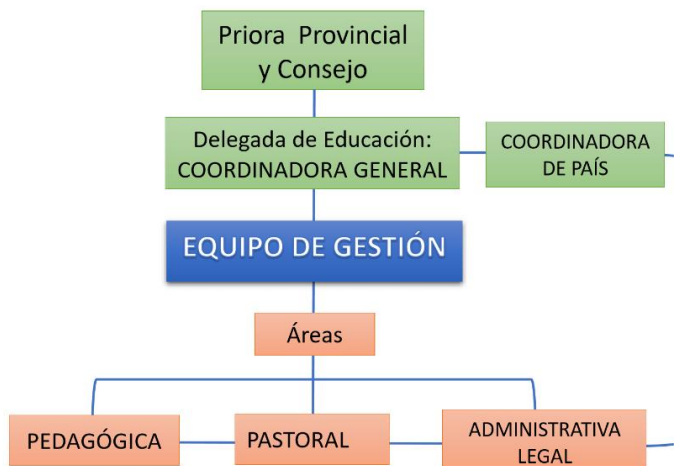 Priora Provincial
y Consejo
Delegada de Educación:
COORDINADORA GENERAL
COORDINADORA
DE PAÍS
EQUIPO DE GESTIÓN
Áreas
PEDAGÓGICA
PASTORAL
ADMINISTRATIVA
LEGAL